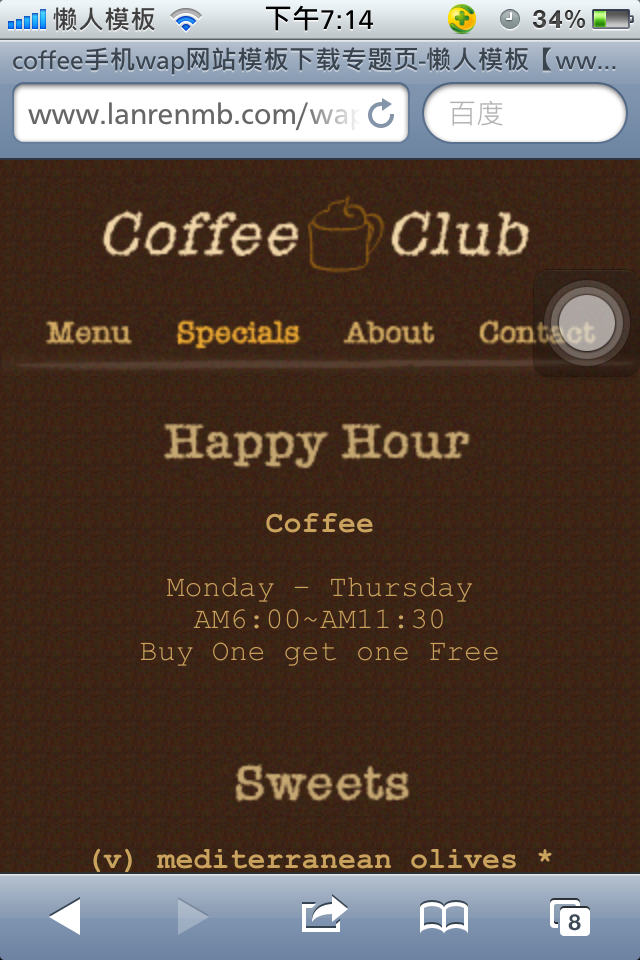 懒人模板 下午7:14 34%
coffee手机wap网站模板下载专题页-懒人模板【ww...
www.lanrenmb.com/wap 百度
Coffee Club
Menu Specials About Contact
Happy Hour
Coffee
Monday - Thursday
AM6:00~AM11:30
Buy One get one Free
Sweets
(v) mediterranean olives *
8